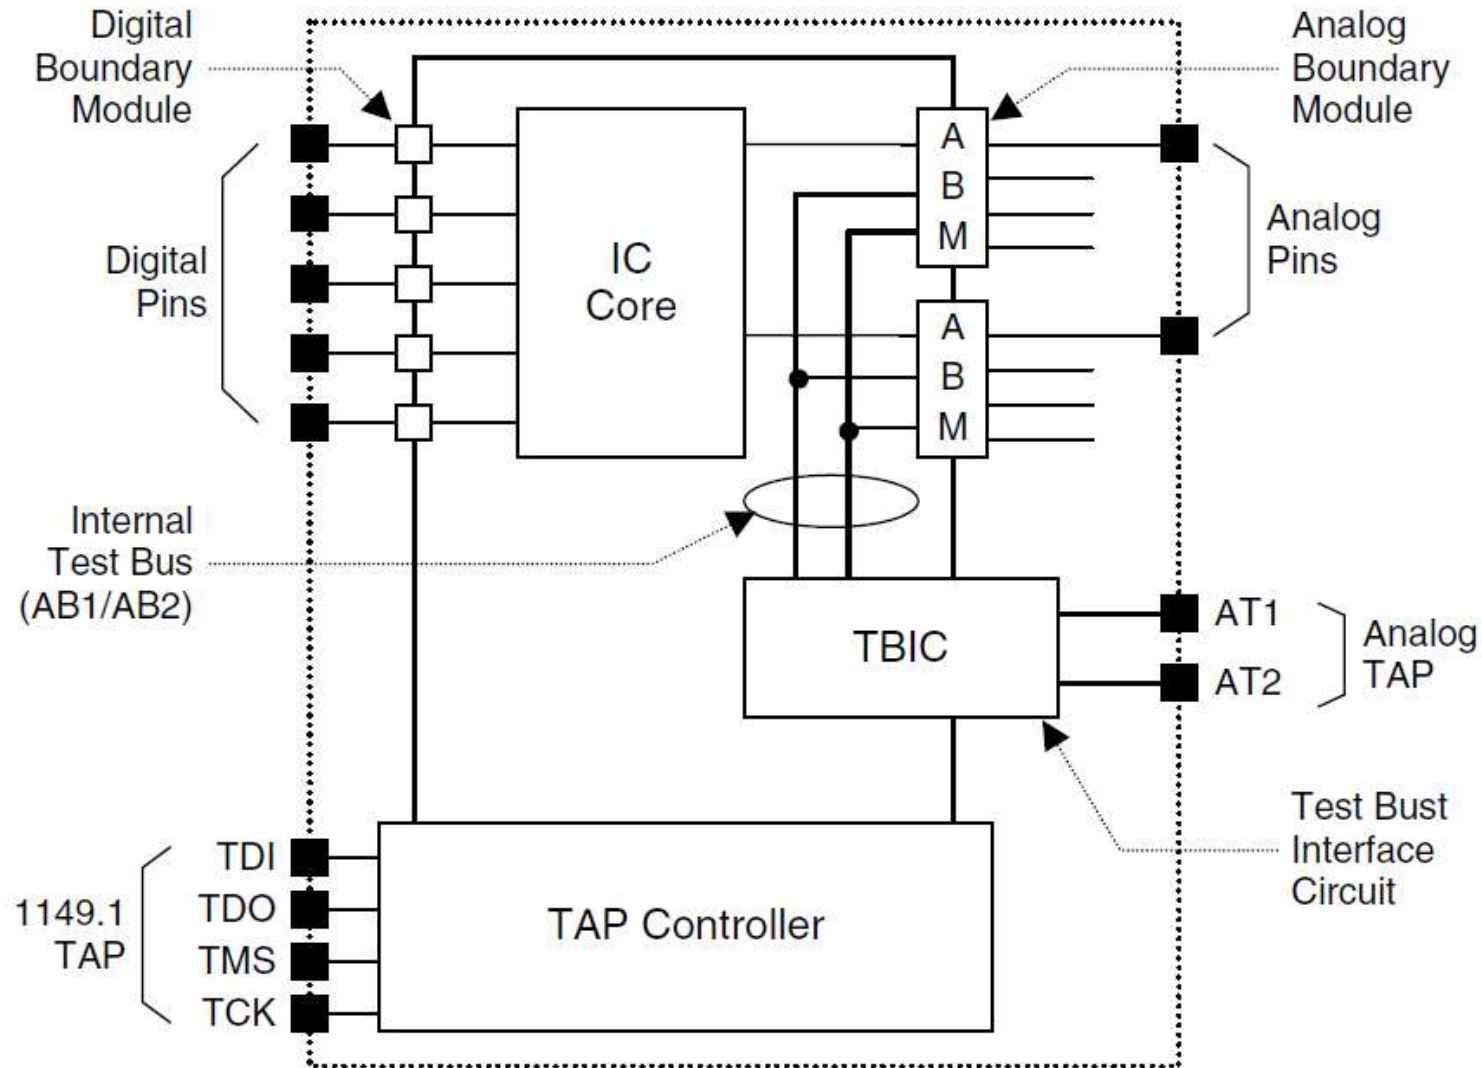 Digital
Boundary
Module
Analog
Boundary
Module
A
B
M
IC
Core
Digital
Pins
Analog
Pins
A
B
M
Internal
Test Bus
(AB1/AB2)
TBIC
AT1
AT2
Analog
TAP
Test Bust
Interface
Circuit
1149.1
TAP
TDI
TDO
TMS
TCK
TAP Controller